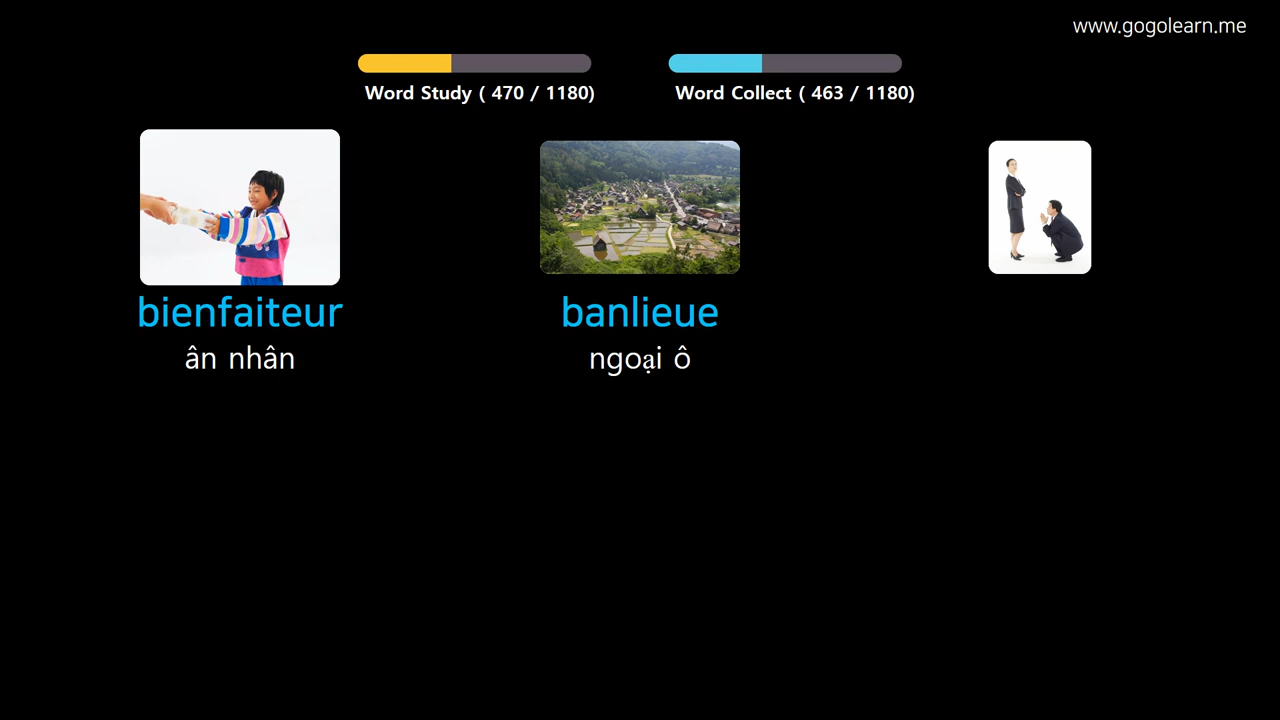 www.gogolearn.me
Word Study ( 470 / 1180)
Word Collect ( 463 / 1180)
bienfaiteur
ân nhân
banlieue
ngoại ô